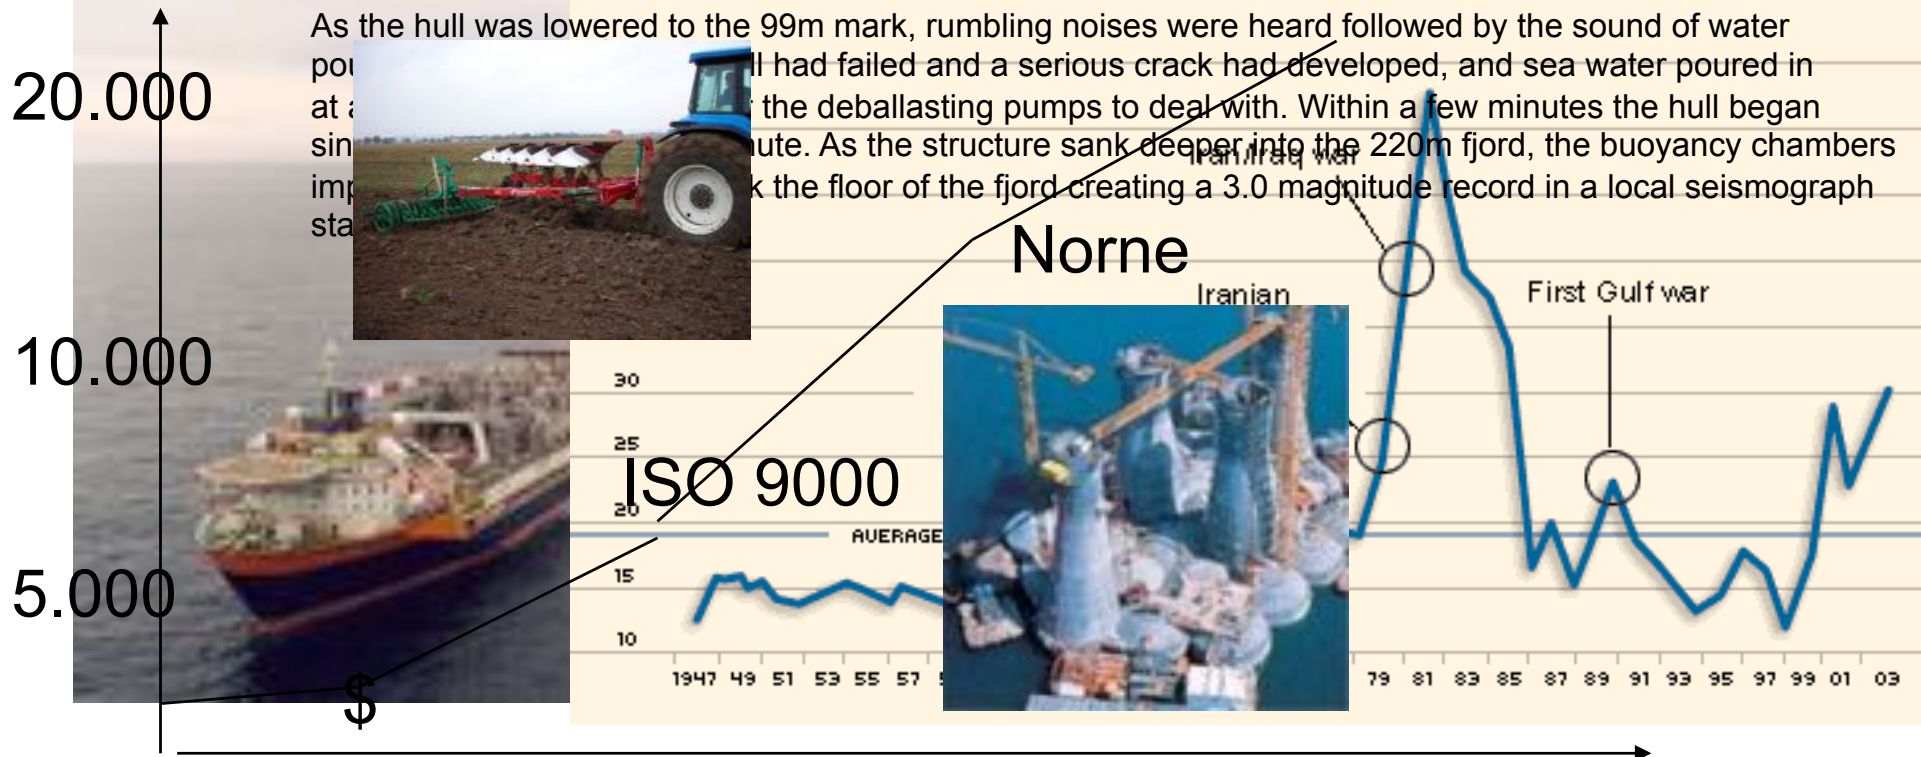 As the hull was lowered to the 99m mark, rumbling noises were heard followed by the sound of water
had failed and a serious crack had developed, and sea water poured in
at the deballasting pumps to deal with. Within a few minutes the hull began
As the structure sank deeper into the 220m fjord, the buoyancy chambers
the floor of the fjord creating a 3.0 magnitude record in a local seismograph
20.000
Iran/Iraq war
Norne
Iranian
First Gulf war
10.000
30
25
ISO 9000
20
AVERAGE
5.000
15
10
$
1947 49 51 53 55 57 79 81 83 85 87 89 91 93 95 97 99 01 03